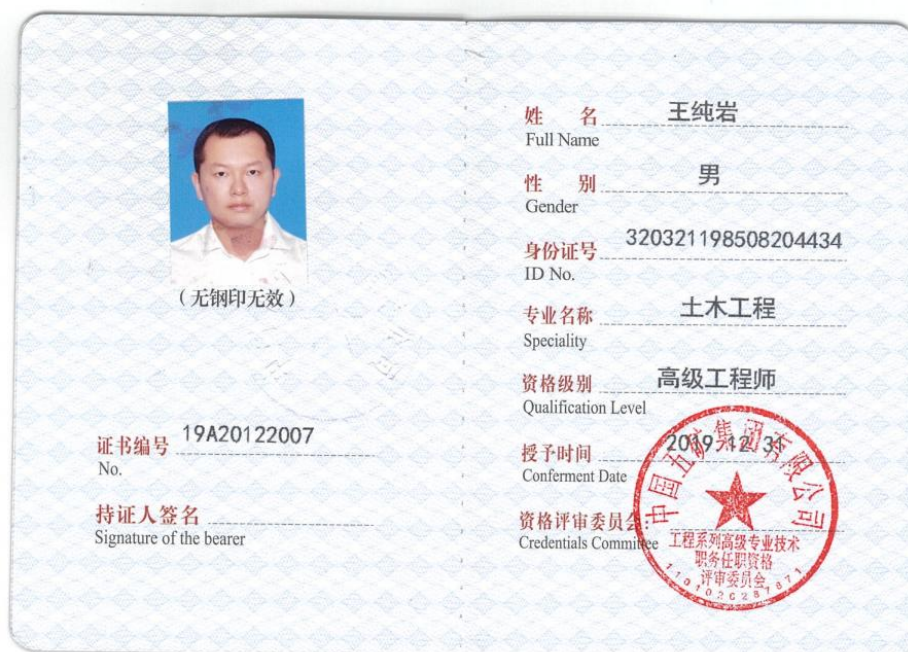 (无钢印无效)
证书编号 19A20122007
No.
持证人签名
Signature of the bearer
姓 名 王纯岩
Full Name
性 别 男
Gender
身份证号 320321198508204434
ID No.
专业名称 土木工程
Speciality
资格级别 高级工程师
Qualification Level
授予时间 2019.12.31
Conferment Date
资格评审委员会:
Credentials Committee
中国五矿集团有限公司
工程系列高级专业技术
职务任职资格
评审委员会